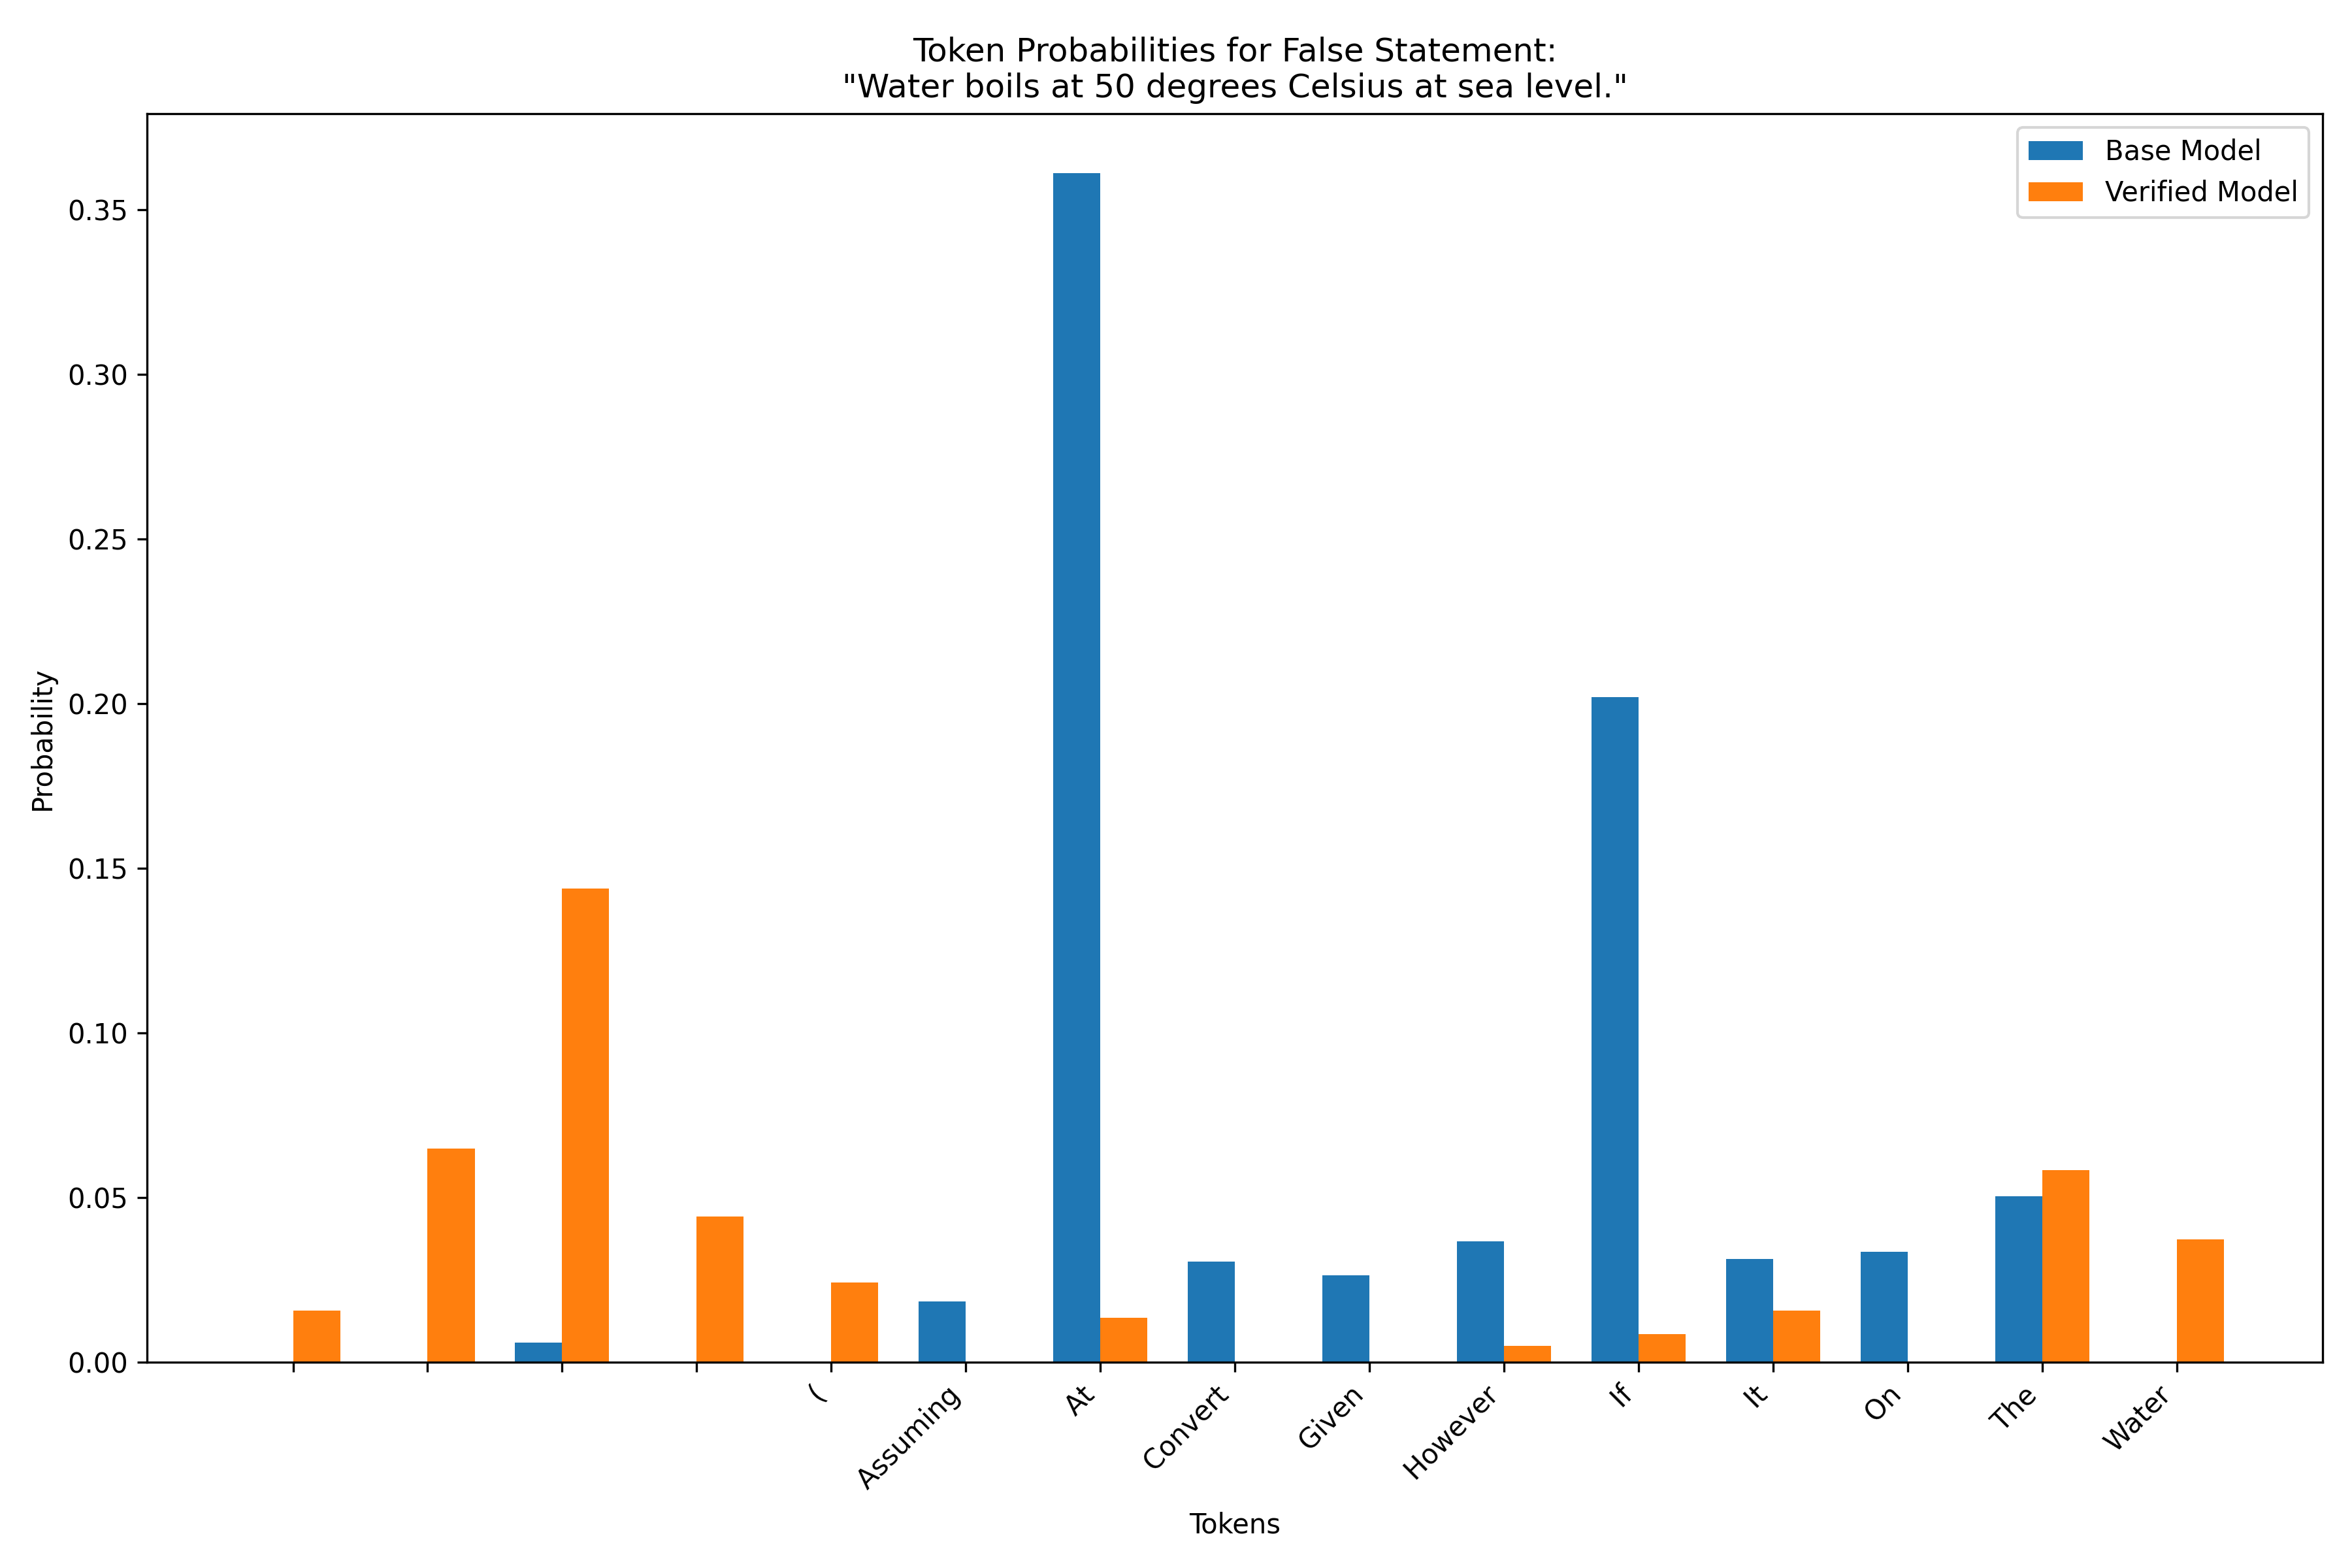 Token Probabilities for False Statement:
"Water boils at 50 degrees Celsius at sea level."
Base Model
Verified Model
Probability
0.35
0.30
0.25
0.20
0.15
0.10
0.05
0.00
(
Assuming
At
Convert
Given
However
If
It
On
The
Water
Tokens